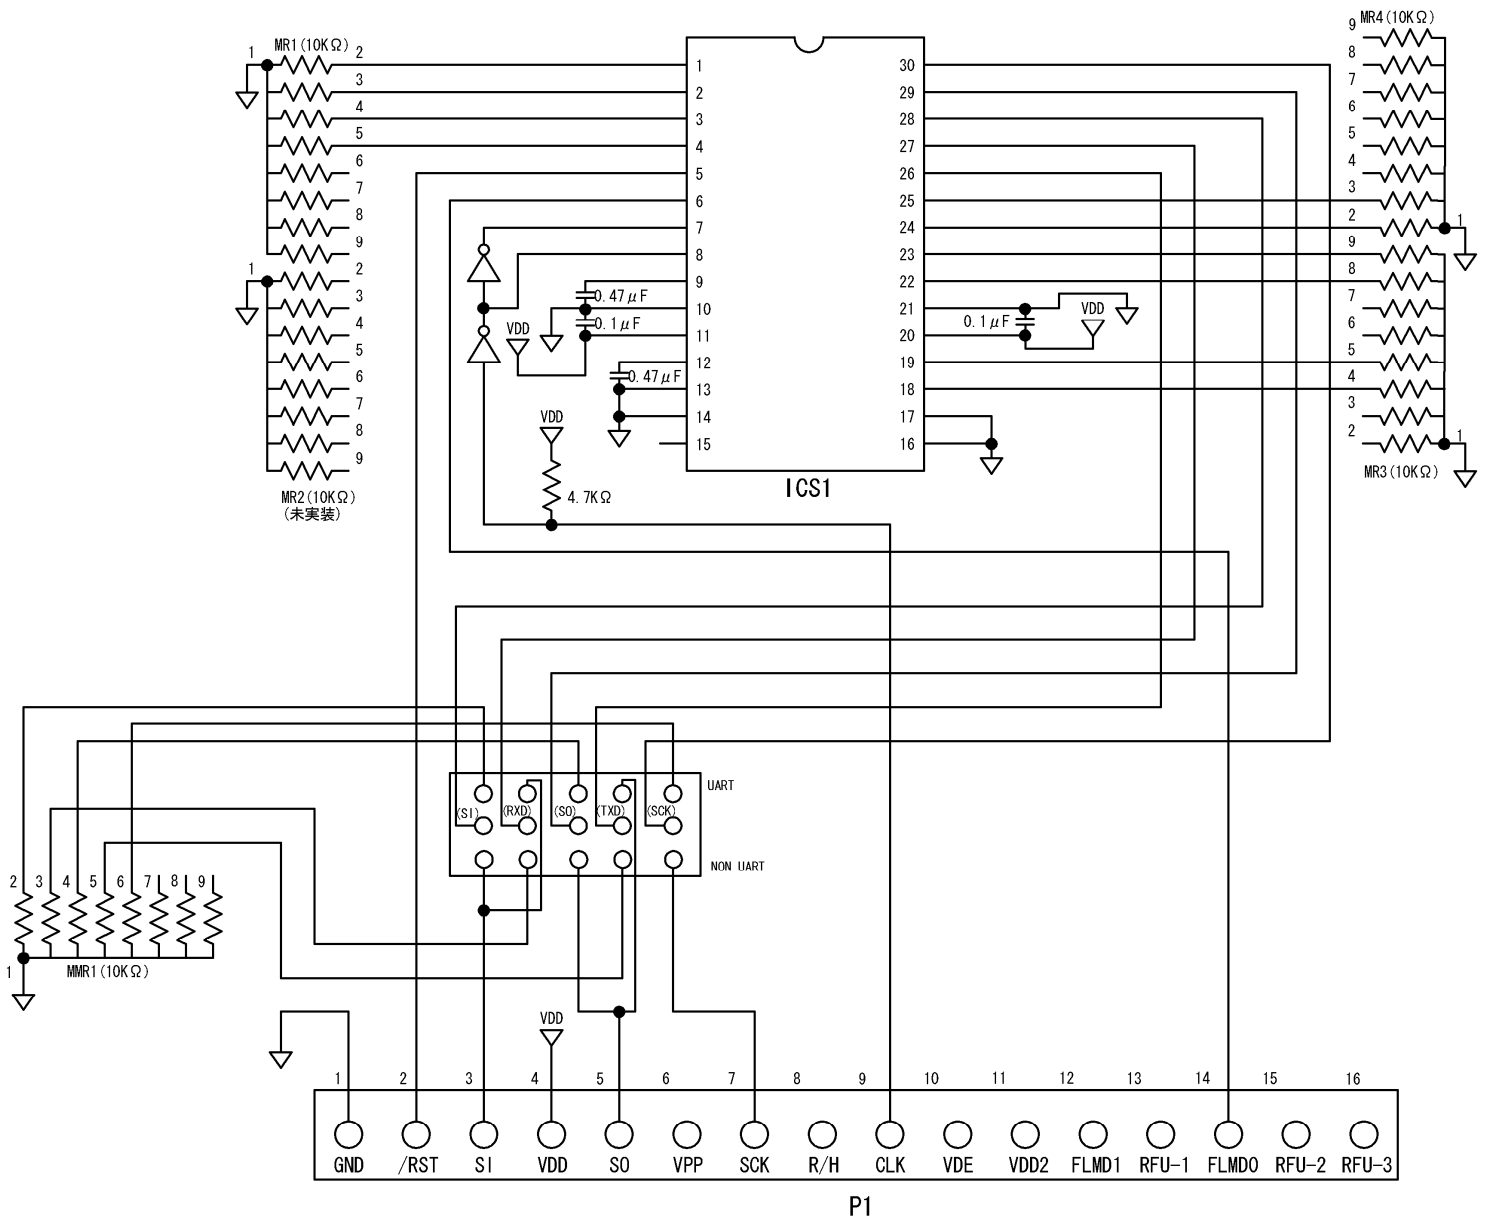 MR1(10KΩ)
1
2
3
4
5
6
7
8
9
1
2
3
4
5
6
7
8
9
MR2(10KΩ)
(未実装)
1
2
3
4
5
6
7
8
9
10
11
12
13
14
15
30
29
28
27
26
25
24
23
22
21
20
19
18
17
16
ICS1
0.47μF
0.1μF
VDD
0.47μF
VDD
4.7KΩ
0.1μF
VDD
MR4(10KΩ)
9
8
7
6
5
4
3
2
1
9
8
7
6
5
4
3
2
1
MR3(10KΩ)
UART
(SI)
(RXD)
(SO)
(TXD)
(SCK)
NON UART
2
3
4
5
6
7
8
9
1
MMR1(10KΩ)
VDD
1
2
3
4
5
6
7
8
9
10
11
12
13
14
15
16
GND
/RST
SI
VDD
SO
VPP
SCK
R/H
CLK
VDE
VDD2
FLMD1
RFU-1
FLMD0
RFU-2
RFU-3
P1